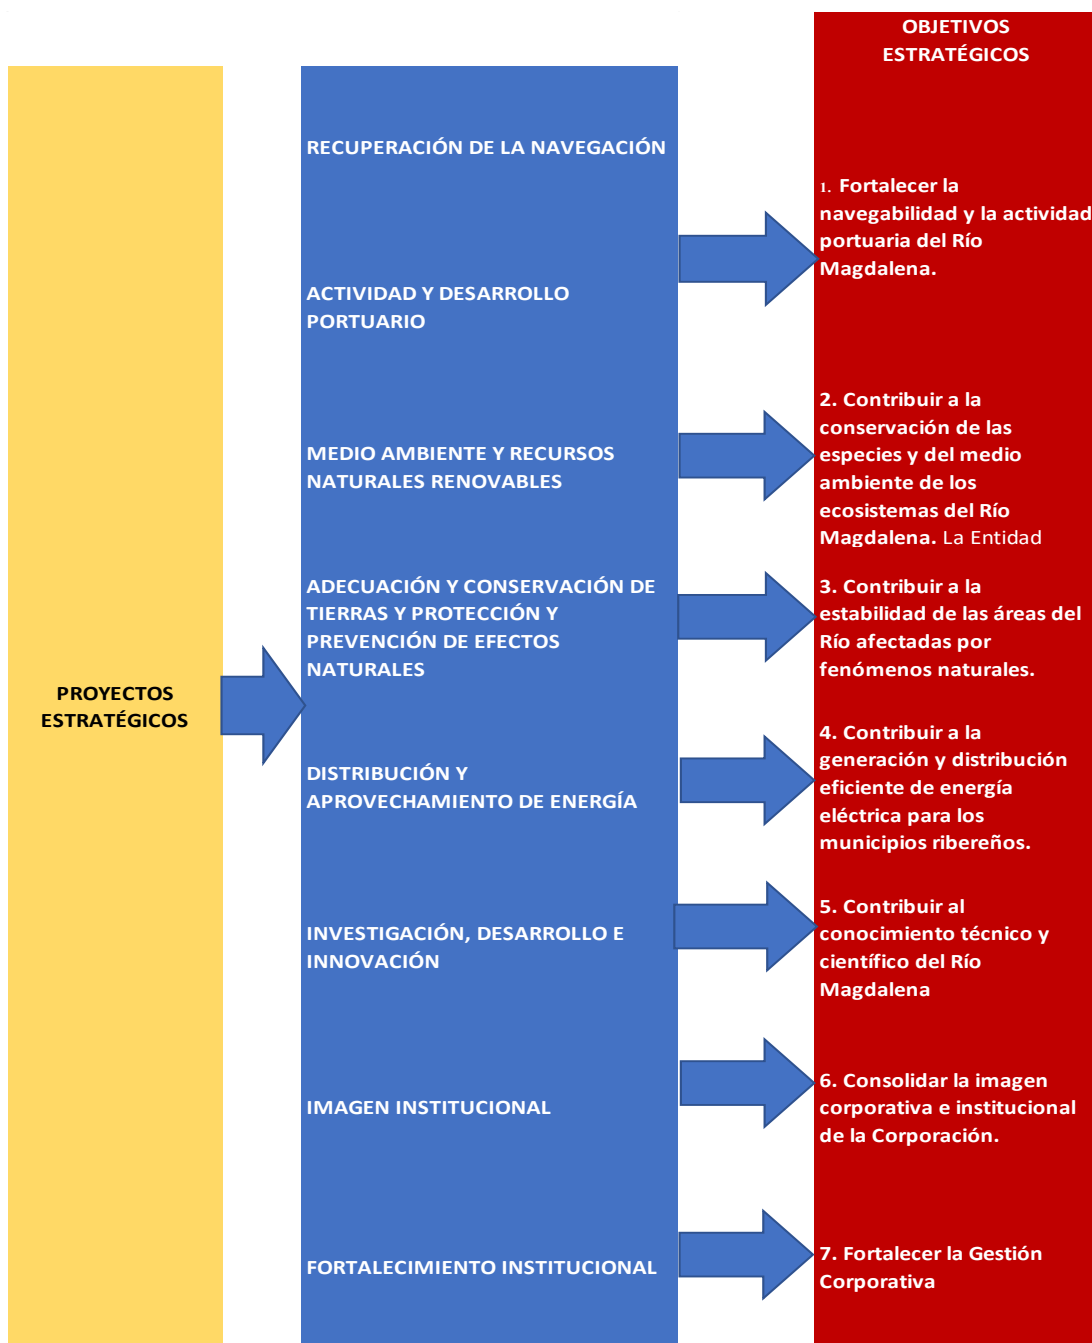 PROYECTOS
ESTRATÉGICOS
RECUPERACIÓN DE LA NAVEGACIÓN
ACTIVIDAD Y DESARROLLO
PORTUARIO
MEDIO AMBIENTE Y RECURSOS
NATURALES RENOVABLES
ADECUACIÓN Y CONSERVACIÓN DE
TIERRAS Y PROTECCIÓN Y
PREVENCIÓN DE EFECTOS
NATURALES
DISTRIBUCIÓN Y
APROVECHAMIENTO DE ENERGÍA
INVESTIGACIÓN, DESARROLLO E
INNOVACIÓN
IMAGEN INSTITUCIONAL
FORTALECIMIENTO INSTITUCIONAL
OBJETIVOS
ESTRATÉGICOS
1. Fortalecer la
navegabilidad y la actividad
portuaria del Río
Magdalena.
2. Contribuir a la
conservación de las
especies y del medio
ambiente de los
ecosistemas del Río
Magdalena. La Entidad
3. Contribuir a la
estabilidad de las áreas del
Río afectadas por
fenómenos naturales.
4. Contribuir a la
generación y distribución
eficiente de energía
eléctrica para los
municipios ribereños.
5. Contribuir al
conocimiento técnico y
científico del Río
Magdalena
6. Consolidar la imagen
corporativa e institucional
de la Corporación.
7. Fortalecer la Gestión
Corporativa